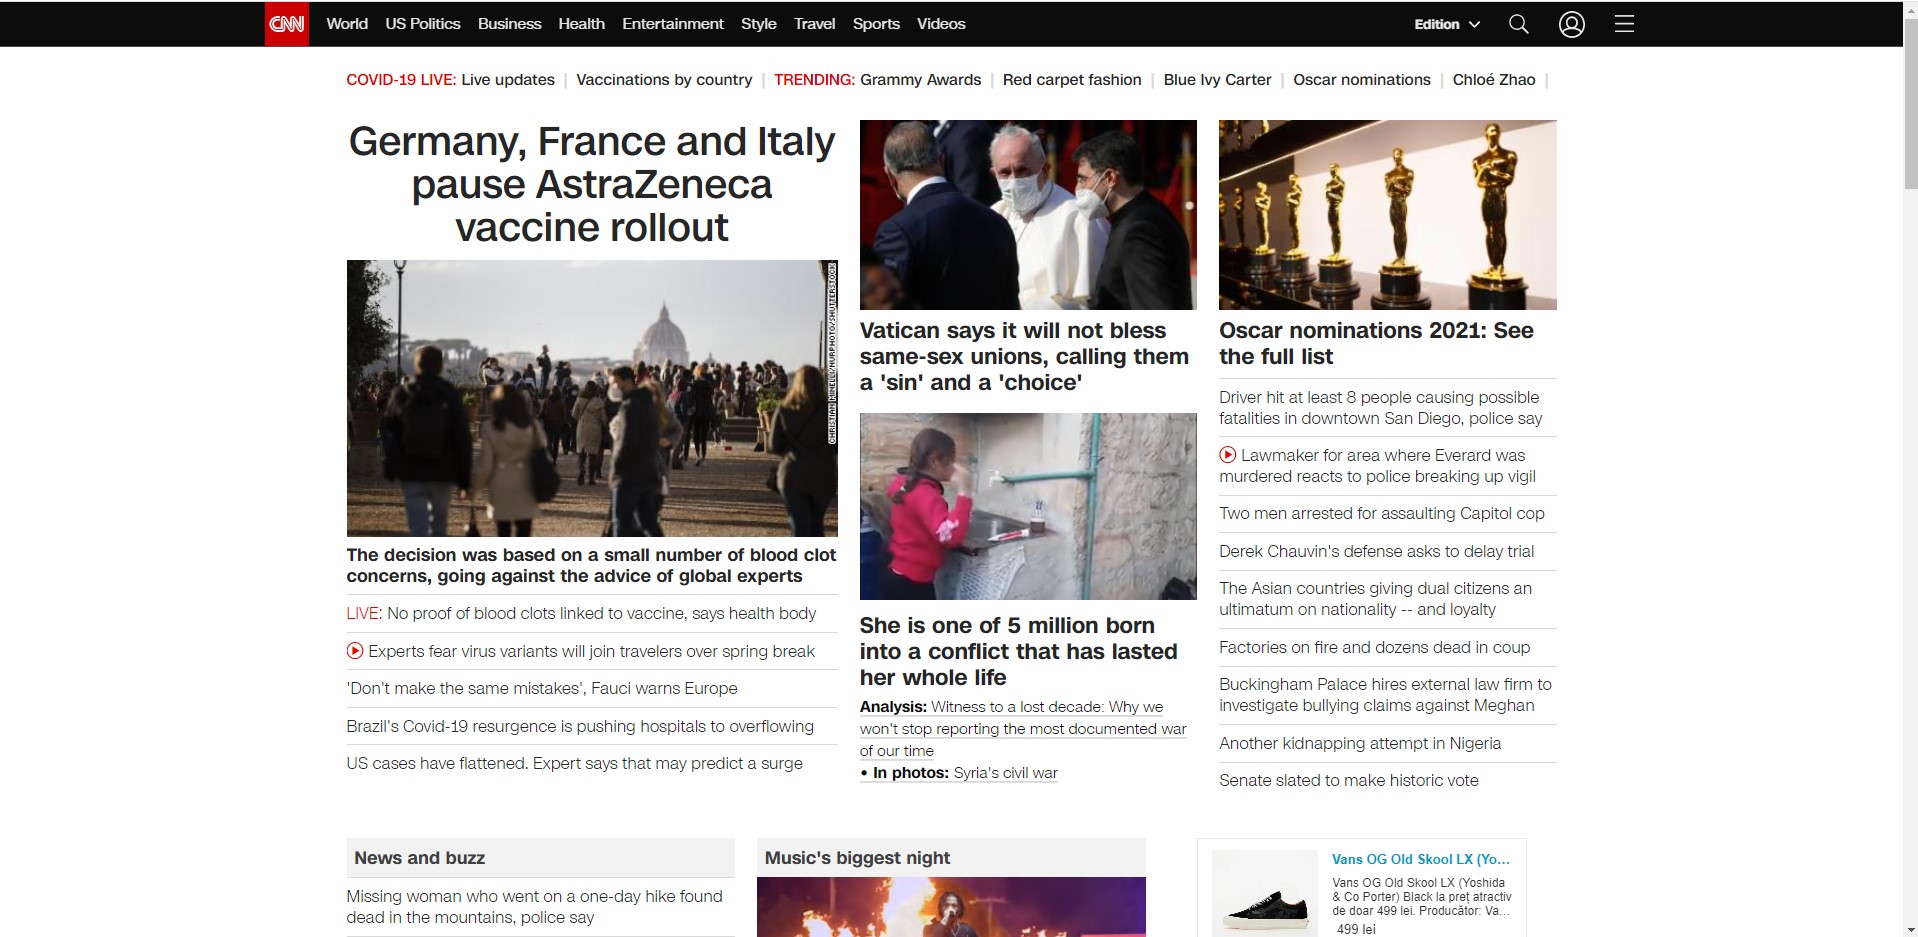 CNN World US Politics Business Health Entertainment Style Travel Sports Videos Edition
COVID-19 LIVE: Live updates | Vaccinations by country | TRENDING: Grammy Awards | Red carpet fashion | Blue Ivy Carter | Oscar nominations | Chloé Zhao |
Germany, France and Italy
pause AstraZeneca
vaccine rollout
CHRISTIAN MINELLI/NURPHOTO/SHUTTERSTOCK
The decision was based on a small number of blood clot
concerns, going against the advice of global experts
LIVE: No proof of blood clots linked to vaccine, says health body
Experts fear virus variants will join travelers over spring break
'Don't make the same mistakes', Fauci warns Europe
Brazil's Covid-19 resurgence is pushing hospitals to overflowing
US cases have flattened. Expert says that may predict a surge
Vatican says it will not bless
same-sex unions, calling them
a 'sin' and a 'choice'
She is one of 5 million born
into a conflict that has lasted
her whole life
Analysis: Witness to a lost decade: Why we
won't stop reporting the most documented war
of our time
• In photos: Syria's civil war
Oscar nominations 2021: See
the full list
Driver hit at least 8 people causing possible
fatalities in downtown San Diego, police say
Lawmaker for area where Everard was
murdered reacts to police breaking up vigil
Two men arrested for assaulting Capitol cop
Derek Chauvin's defense asks to delay trial
The Asian countries giving dual citizens an
ultimatum on nationality -- and loyalty
Factories on fire and dozens dead in coup
Buckingham Palace hires external law firm to
investigate bullying claims against Meghan
Another kidnapping attempt in Nigeria
Senate slated to make historic vote
News and buzz
Missing woman who went on a one-day hike found
dead in the mountains, police say
Music's biggest night
Vans OG Old Skool LX (Yo...
Vans OG Old Skool LX (Yoshida
& Co Porter) Black la preț atractiv
de doar 499 lei. Producător: Va...
499 lei